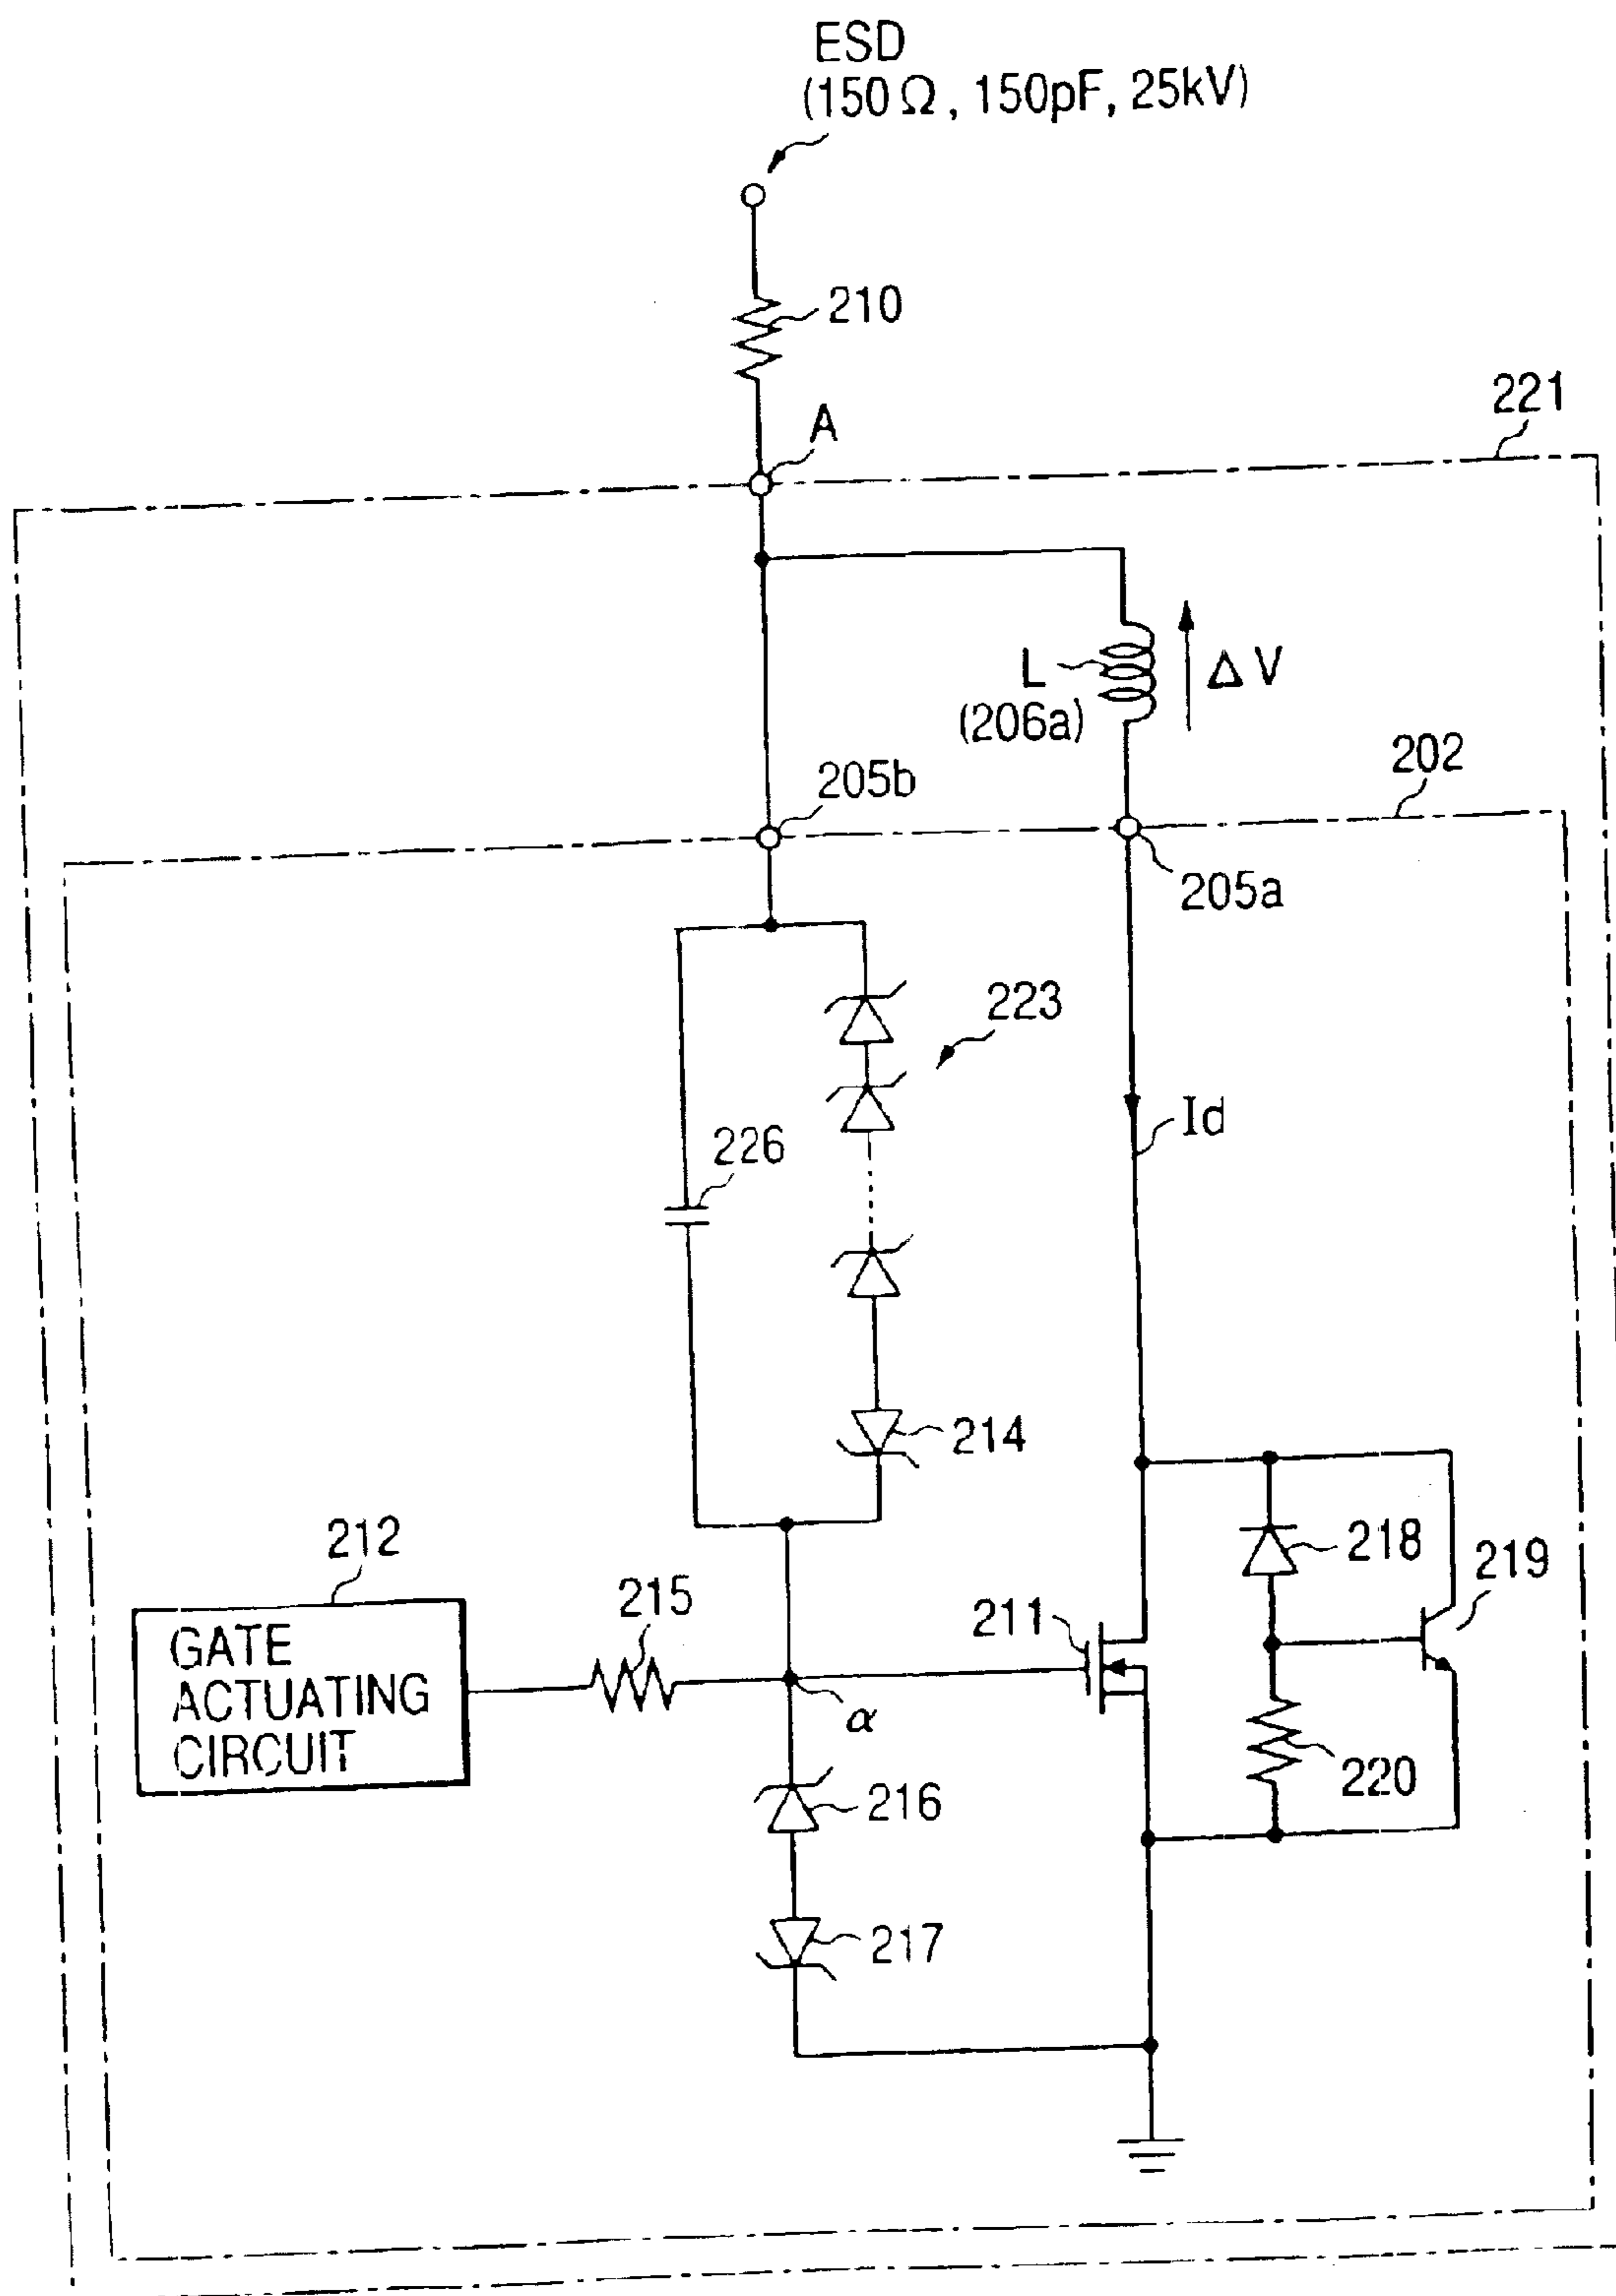 ESD
(150Ω, 150pF, 25kV)
210
221
A
L
(206a)
ΔV
202
205b
205a
223
Id
226
214
212
218
219
215
211
GATE
ACTUATING
CIRCUIT
α
216
220
217